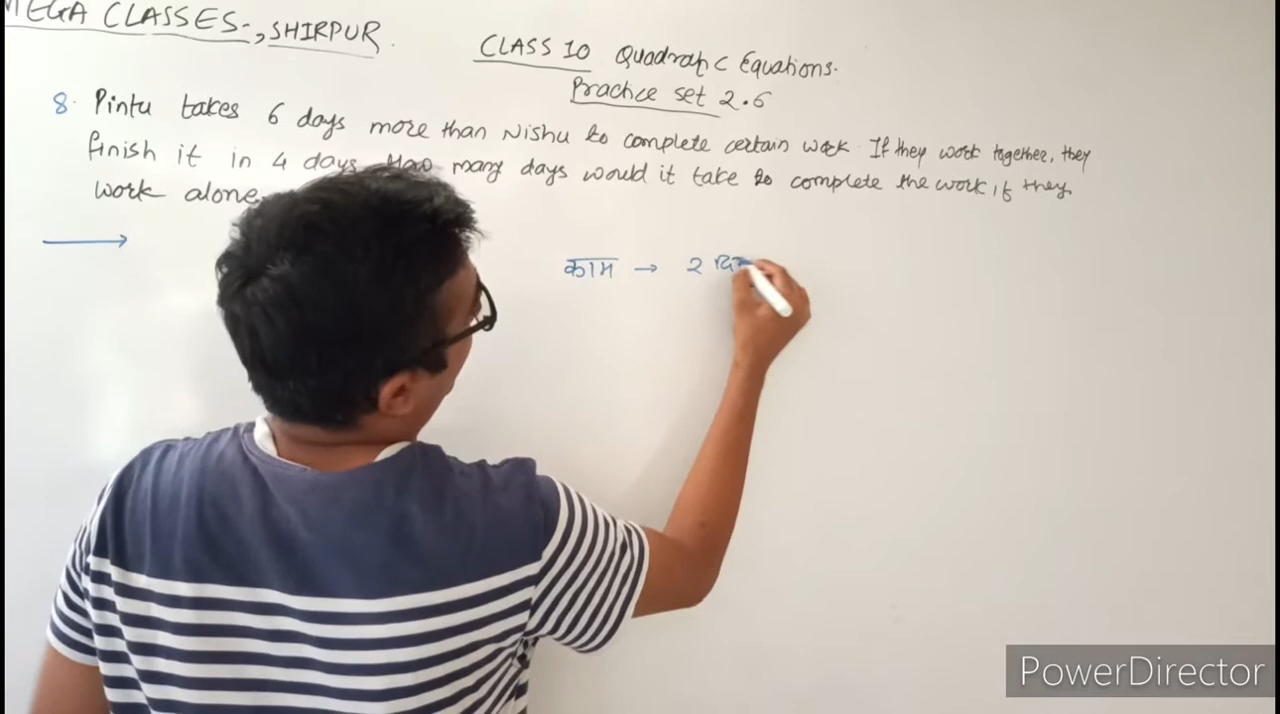 MEGA CLASSES-, SHIRPUR.
CLASS 10 Quadratic Equations.
Practice set 2.6
8. Pintu takes 6 days more than Nishu to complete certain work. If they work together, they
finish it in 4 days. How many days would it take to complete the work if they
work alone
काम → 2 दिन
PowerDirector